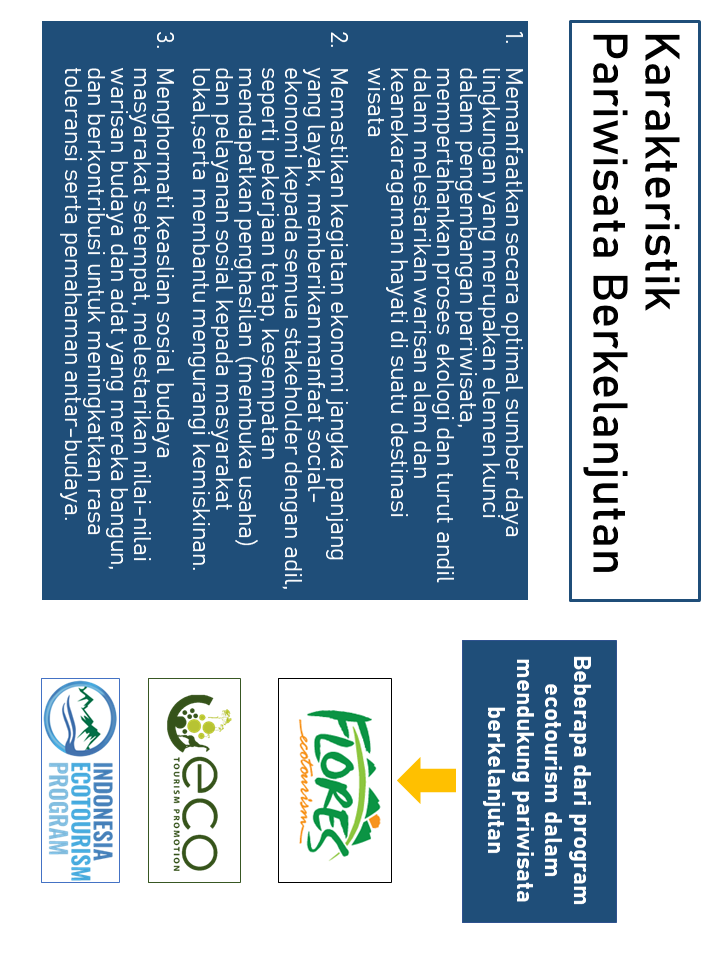 Karakteristik
Pariwisata Berkelanjutan
1. Memanfaatkan secara optimal sumber daya
lingkungan yang merupakan elemen kunci
dalam pengembangan pariwisata,
mempertahankan proses ekologi dan turut andil
dalam melestarikan warisan alam dan
keanekaragaman hayati di suatu destinasi
wisata
2. Memastikan kegiatan ekonomi jangka panjang
yang layak, memberikan manfaat social-
ekonomi kepada semua stakeholder dengan adil,
seperti pekerjaan tetap, kesempatan
mendapatkan penghasilan (membuka usaha)
dan pelayanan sosial kepada masyarakat
lokal,serta membantu mengurangi kemiskinan.
3. Menghormati keaslian sosial budaya
masyarakat setempat, melestarikan nilai-nilai
warisan budaya dan adat yang mereka bangun,
dan berkontribusi untuk meningkatkan rasa
toleransi serta pemahaman antar-budaya.
Beberapa dari program
ecotourism dalam
mendukung pariwisata
berkelanjutan
FLORES
ecotourism
eco
TOURISM PROMOTION
INDONESIA
ECOTOURISM
PROGRAM